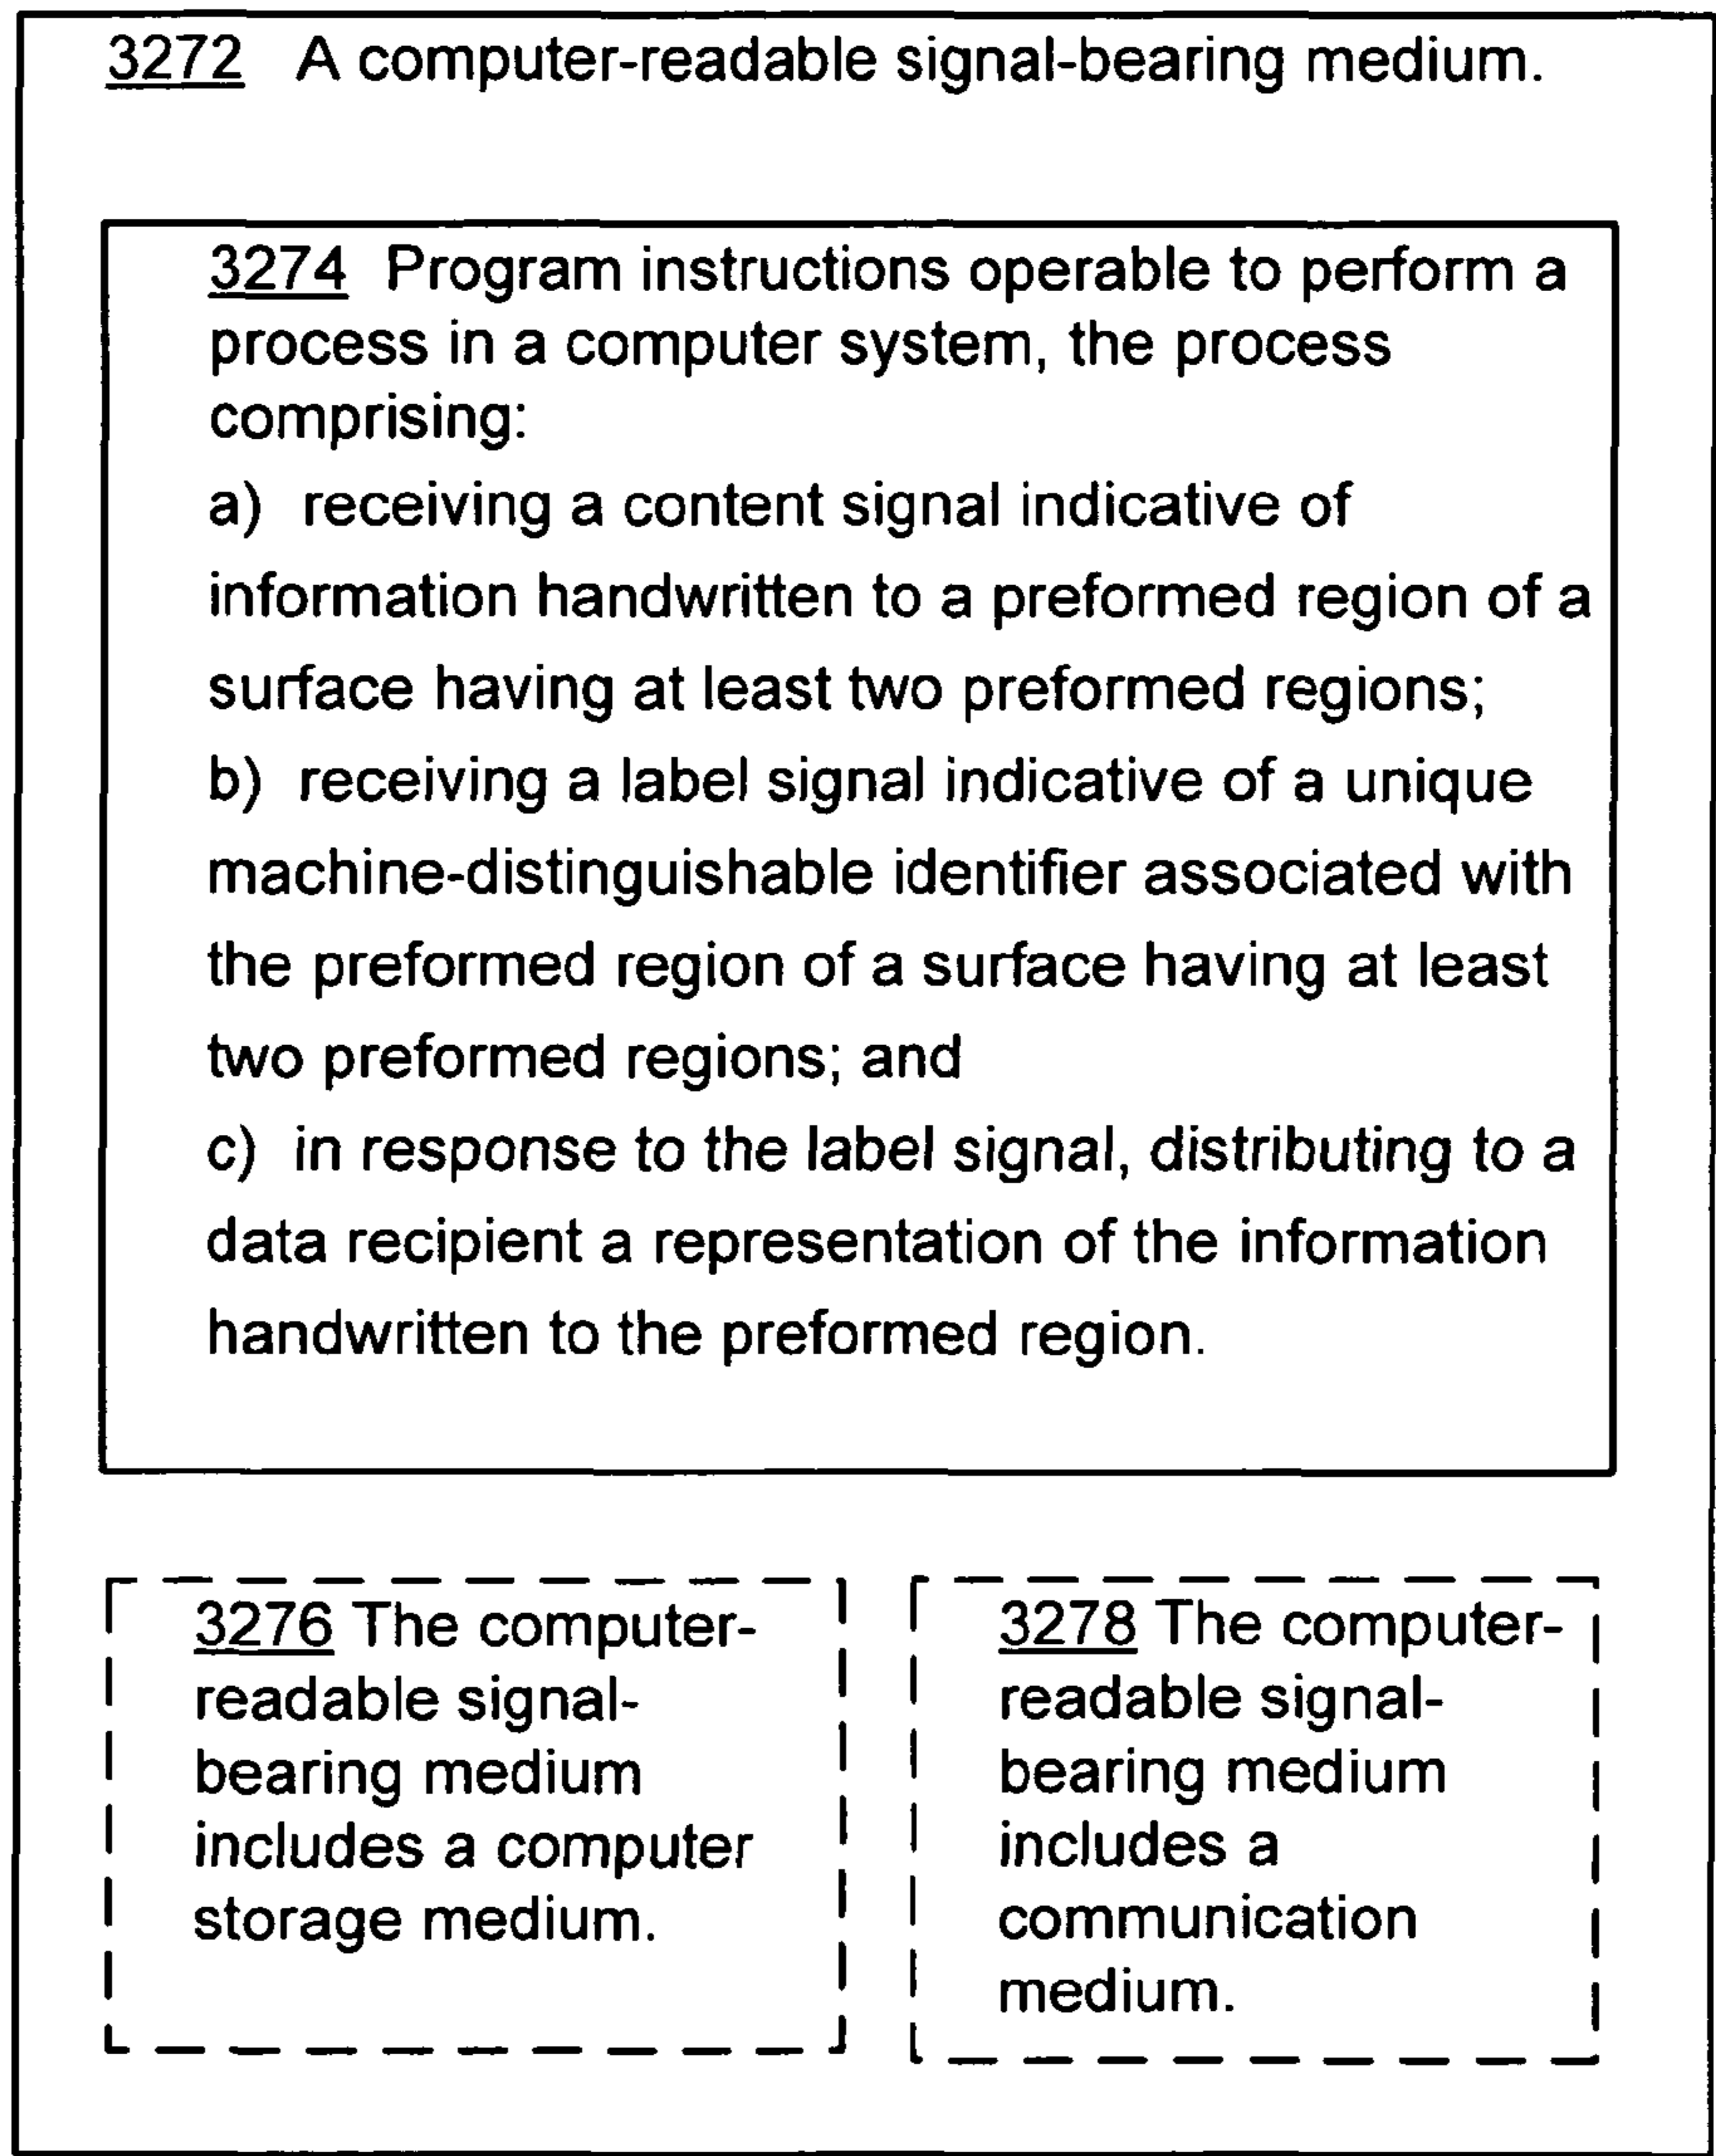 3272 A computer-readable signal-bearing medium.
3274 Program instructions operable to perform a
process in a computer system, the process
comprising:
a) receiving a content signal indicative of
information handwritten to a preformed region of a
surface having at least two preformed regions;
b) receiving a label signal indicative of a unique
machine-distinguishable identifier associated with
the preformed region of a surface having at least
two preformed regions; and
c) in response to the label signal, distributing to a
data recipient a representation of the information
handwritten to the preformed region.
3276 The computer-
readable signal-
bearing medium
includes a computer
storage medium.
3278 The computer-
readable signal-
bearing medium
includes a
communication
medium.